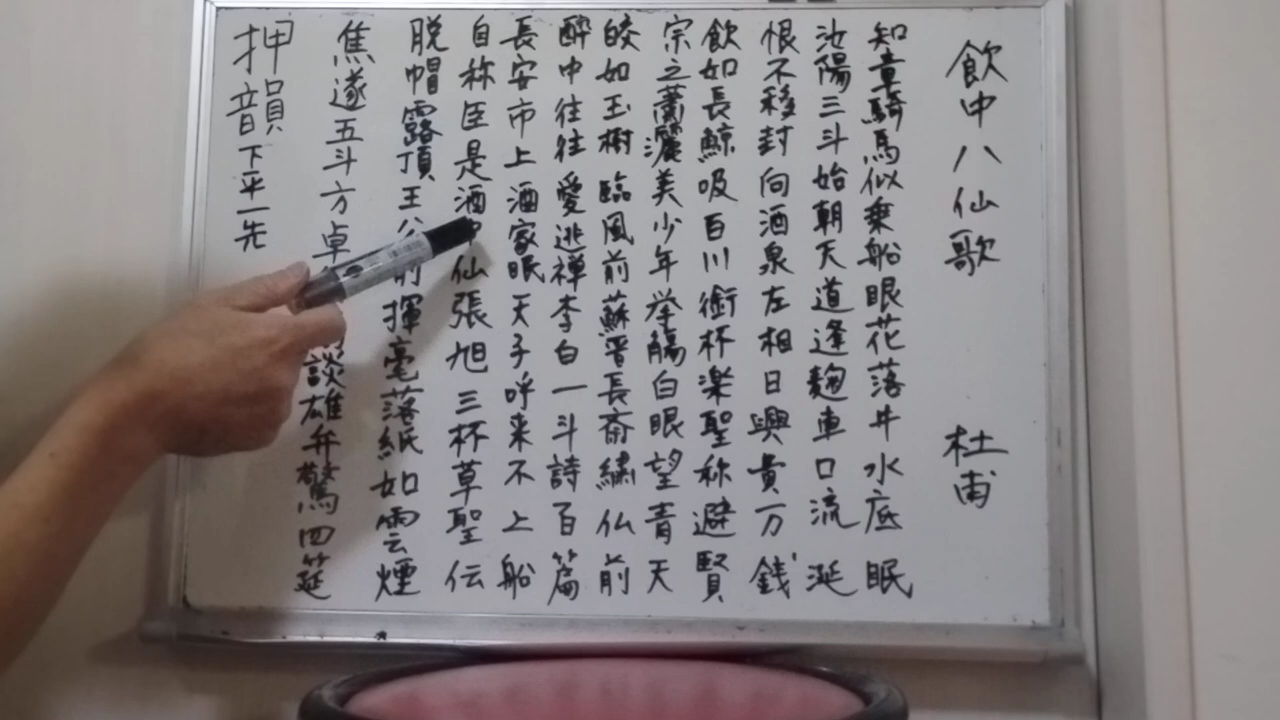 飲中八仙歌 杜甫
知章騎馬似乗船眼花落井水底眠
汝陽三斗始朝天道逢麹車口流涎
恨不移封向酒泉左相日興貴万銭
飲如長鯨吸百川銜杯楽聖称避賢
宗之蕭灑美少年挙觴白眼望青天
皎如玉樹臨風前蘇晋長斎繍仏前
酔中往往愛逃禅李白一斗詩百篇
長安市上酒家眠天子呼来不上船
自称臣是酒仙張旭三杯草聖伝
脱帽露頂王公前揮毫落紙如雲煙
焦遂五斗方卓談雄弁驚四筵
押韻下平一先